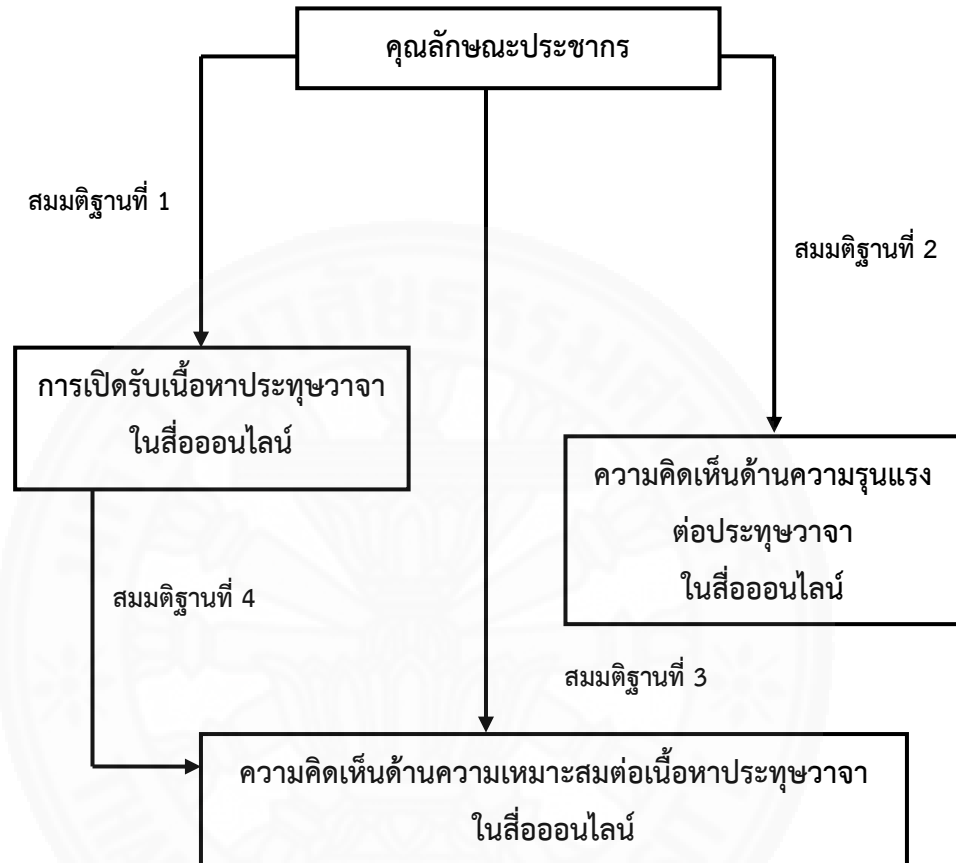 คุณลักษณะประชากร
สมมติฐานที่ 1
สมมติฐานที่ 2
การเปิดรับเนื้อหาประทุษวาจา
ในสื่อออนไลน์
ความคิดเห็นด้านความรุนแรง
ต่อประทุษวาจา
ในสื่อออนไลน์
สมมติฐานที่ 4
สมมติฐานที่ 3
ความคิดเห็นด้านความเหมาะสมต่อเนื้อหาประทุษวาจา
ในสื่อออนไลน์